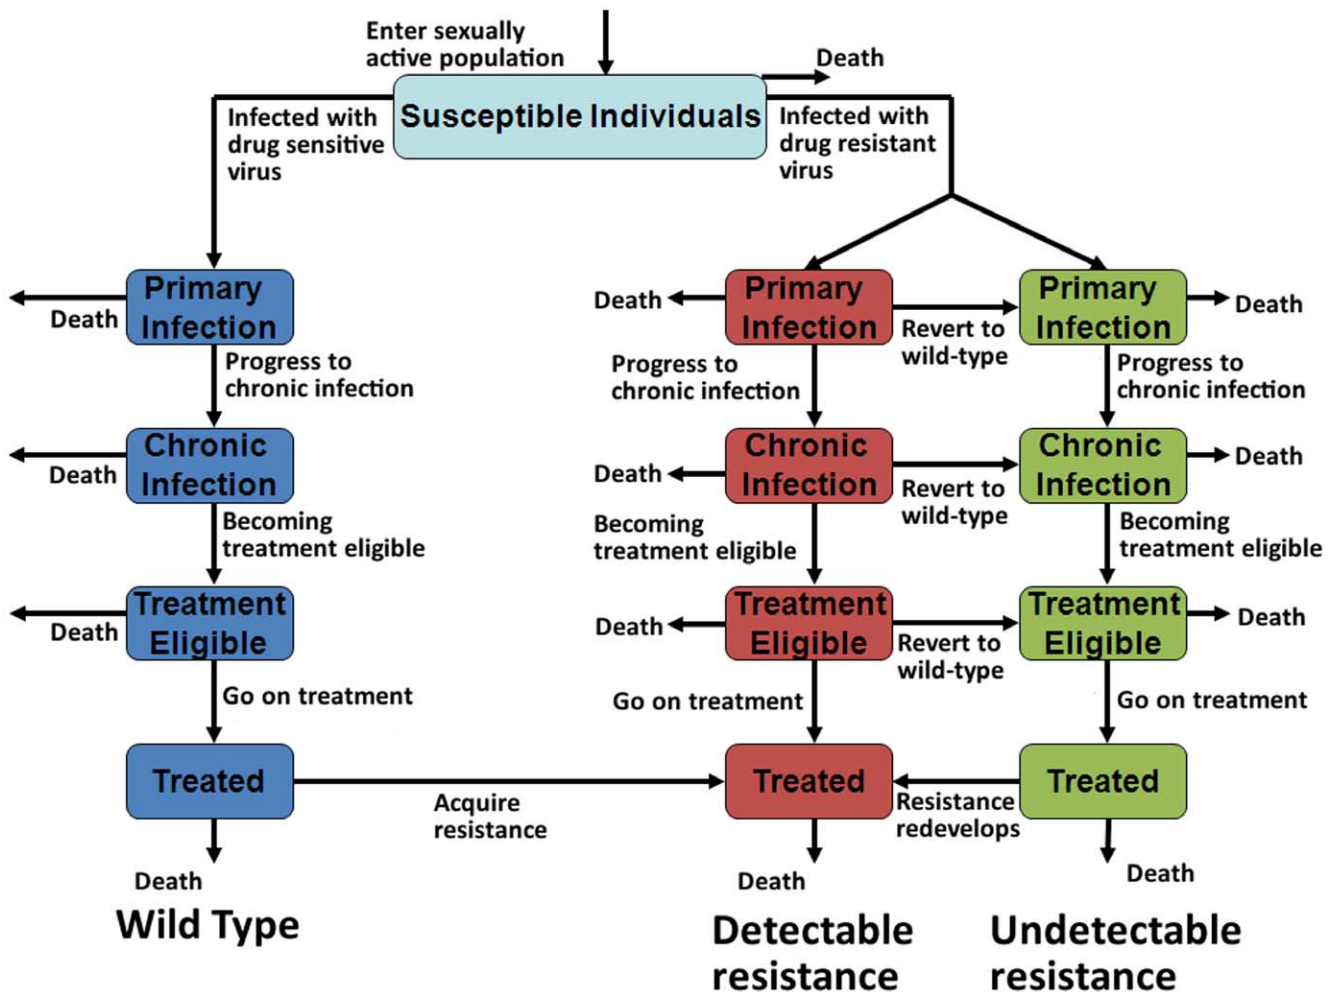 Enter sexually
active population
Death
Susceptible Individuals
Infected with
drug sensitive
virus
Infected with
drug resistant
virus
Primary
Infection
Death
Progress to
chronic infection
Chronic
Infection
Death
Becoming
treatment eligible
Treatment
Eligible
Death
Go on treatment
Treated
Acquire
resistance
Death
Wild Type
Primary
Infection
Death
Revert to
wild-type
Progress to
chronic infection
Chronic
Infection
Death
Revert to
wild-type
Becoming
treatment eligible
Treatment
Eligible
Death
Revert to
wild-type
Go on treatment
Treated
Resistance
redevelops
Death
Detectable
resistance
Primary
Infection
Death
Progress to
chronic infection
Chronic
Infection
Death
Becoming
treatment eligible
Treatment
Eligible
Death
Go on treatment
Treated
Death
Undetectable
resistance